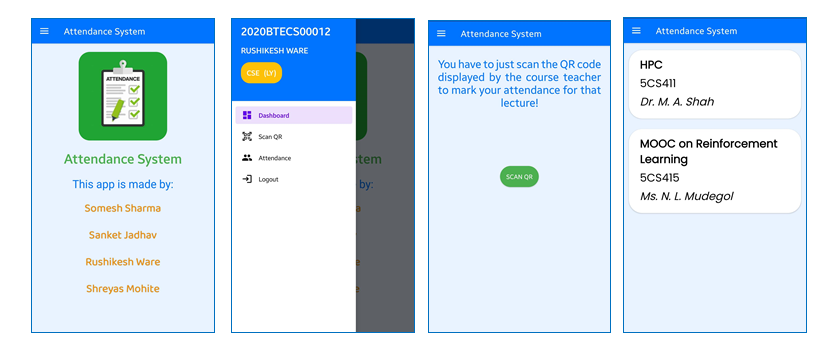 Attendance System
ATTENDANCE
Attendance System
This app is made by:
Somesh Sharma
Sanket Jadhav
Rushikesh Ware
Shreyas Mohite
2020BTECS00012
RUSHIKESH WARE
CSE (LY)
Dashboard
Scan QR
Attendance
Logout
stem
by:
a
e
Attendance System
You have to just scan the QR code
displayed by the course teacher
to mark your attendance for that
lecture!
SCAN QR
Attendance System
HPC
5CS411
Dr. M. A. Shah
MOOC on Reinforcement
Learning
5CS415
Ms. N. L. Mudegol